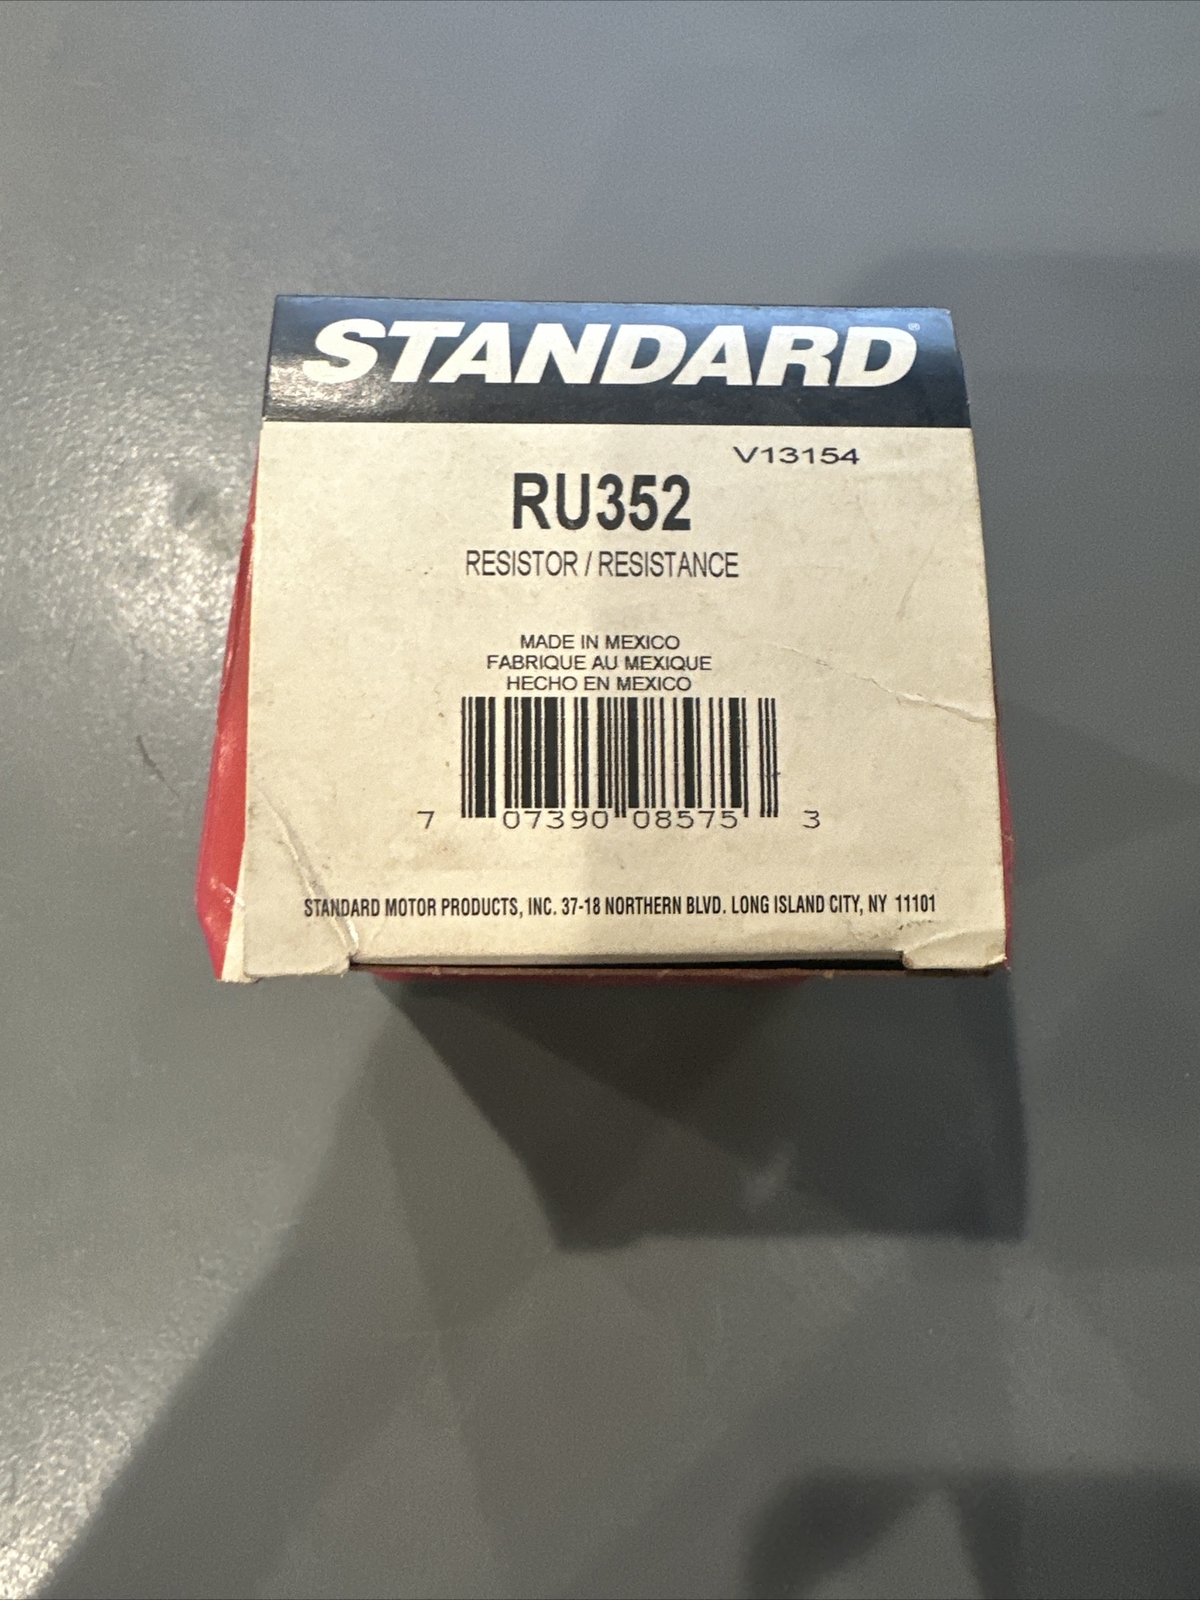 STANDARD®
V13154
RU352
RESISTOR / RESISTANCE
MADE IN MEXICO
FABRIQUE AU MEXIQUE
HECHO EN MEXICO
7 07390 08575 3
STANDARD MOTOR PRODUCTS, INC. 37-18 NORTHERN BLVD. LONG ISLAND CITY, NY 11101